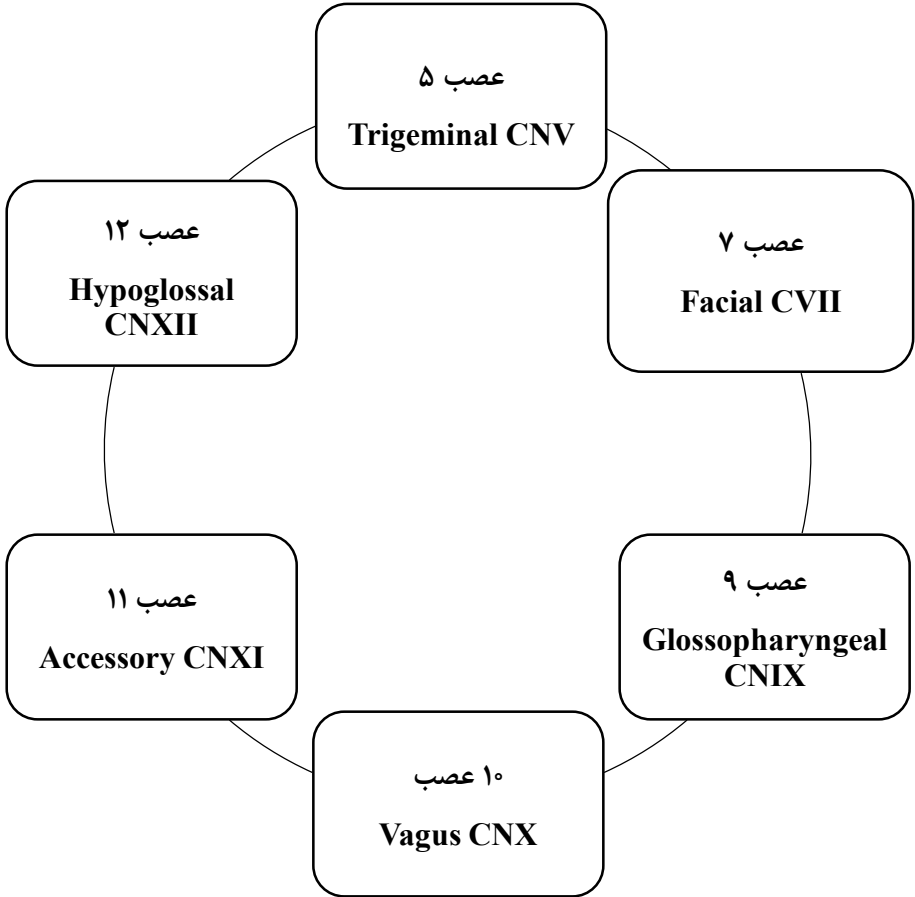 عصب ۵
Trigeminal CNV
عصب ۷
Facial CVII
عصب ۹
Glossopharyngeal
CNIX
۱۰ عصب
Vagus CNX
عصب ۱۱
Accessory CNXI
عصب ۱۲
Hypoglossal
CNXII